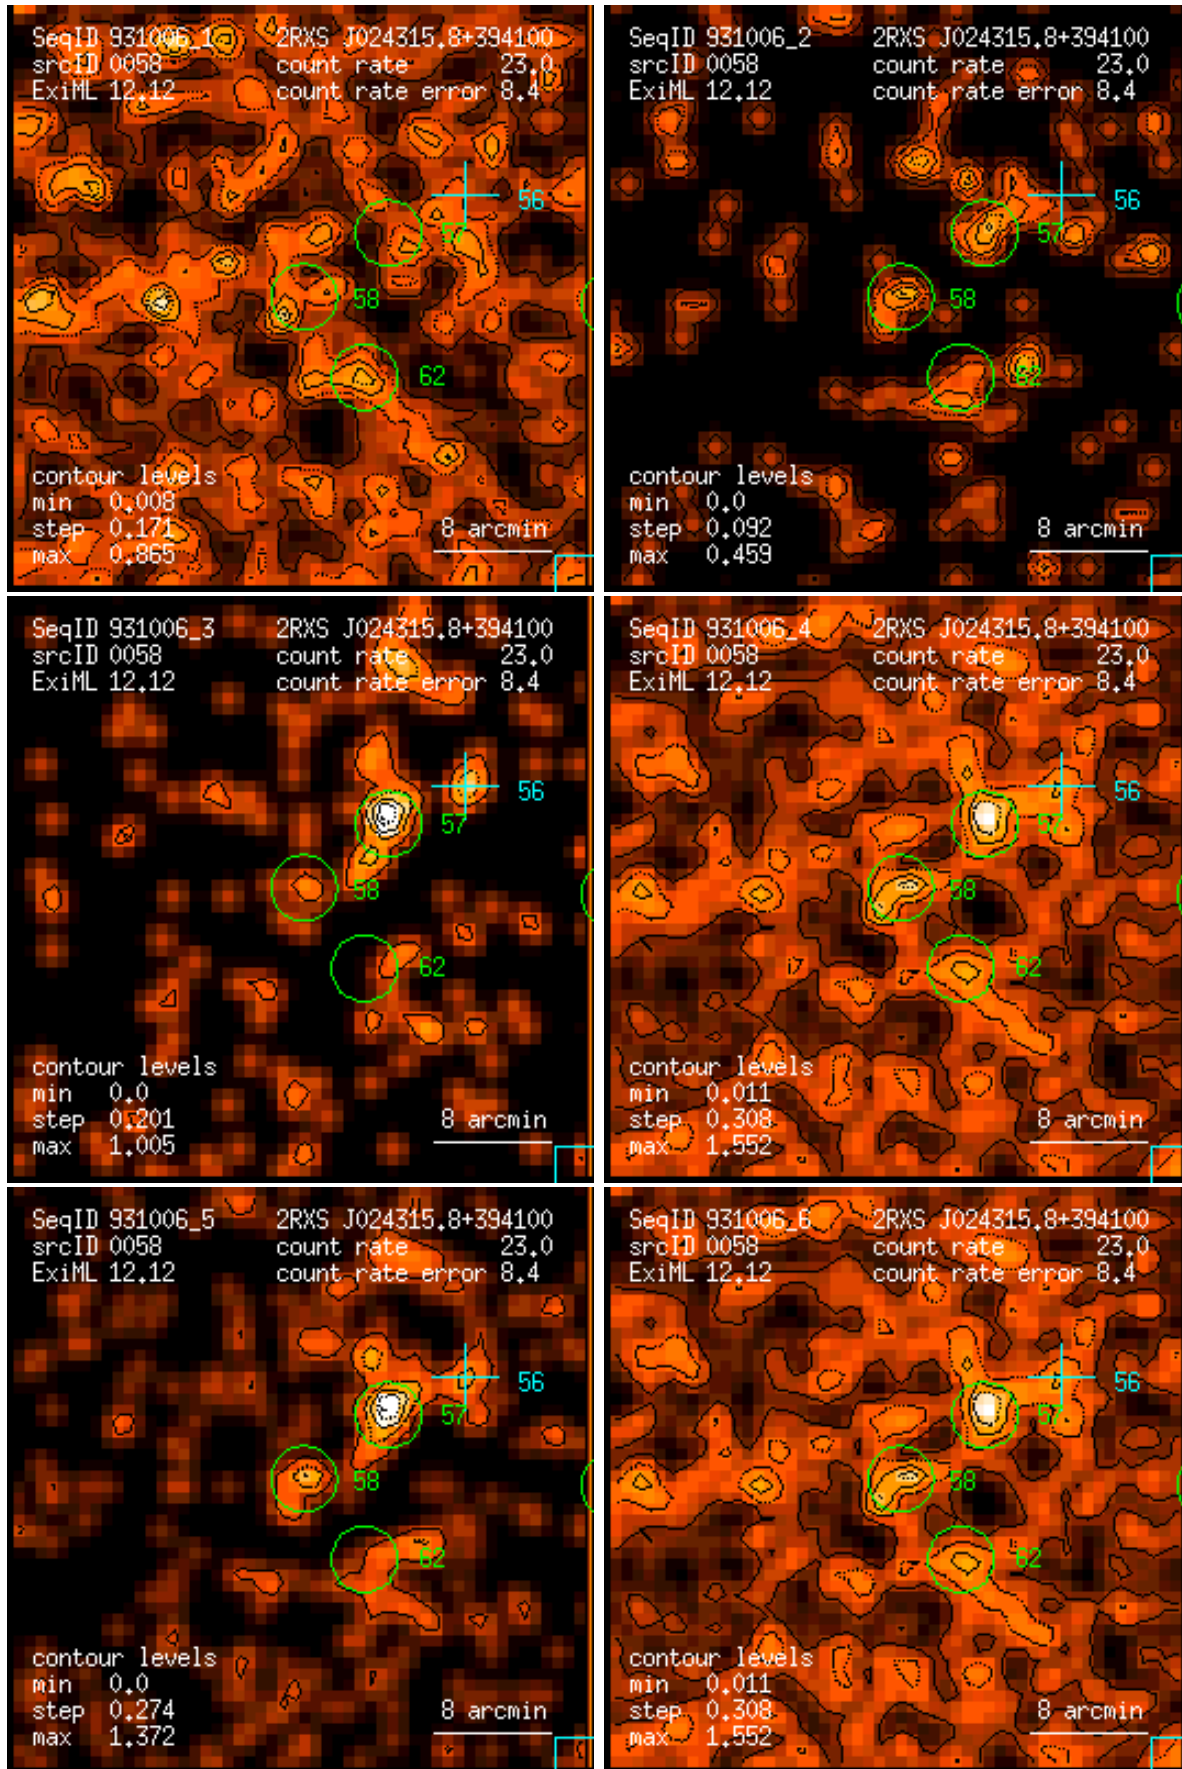 SeqID 931006_1 2RXS J024315.8+394100
srcID 0058 count rate 23.0
ExiML 12.12 count rate error 8.4
56
57
58
62
contour levels
min 0.008
step 0.171
max 0.865
8 arcmin
SeqID 931006_2 2RXS J024315.8+394100
srcID 0058 count rate 23.0
ExiML 12.12 count rate error 8.4
56
57
58
62
contour levels
min 0.0
step 0.092
max 0.459
8 arcmin
SeqID 931006_3 2RXS J024315.8+394100
srcID 0058 count rate 23.0
ExiML 12.12 count rate error 8.4
56
57
58
62
contour levels
min 0.0
step 0.201
max 1.005
8 arcmin
SeqID 931006_4 2RXS J024315.8+394100
srcID 0058 count rate 23.0
ExiML 12.12 count rate error 8.4
56
57
58
62
contour levels
min 0.011
step 0.308
max 1.552
8 arcmin
SeqID 931006_5 2RXS J024315.8+394100
srcID 0058 count rate 23.0
ExiML 12.12 count rate error 8.4
56
57
58
62
contour levels
min 0.0
step 0.274
max 1.372
8 arcmin
SeqID 931006_6 2RXS J024315.8+394100
srcID 0058 count rate 23.0
ExiML 12.12 count rate error 8.4
56
57
58
62
contour levels
min 0.011
step 0.308
max 1.552
8 arcmin